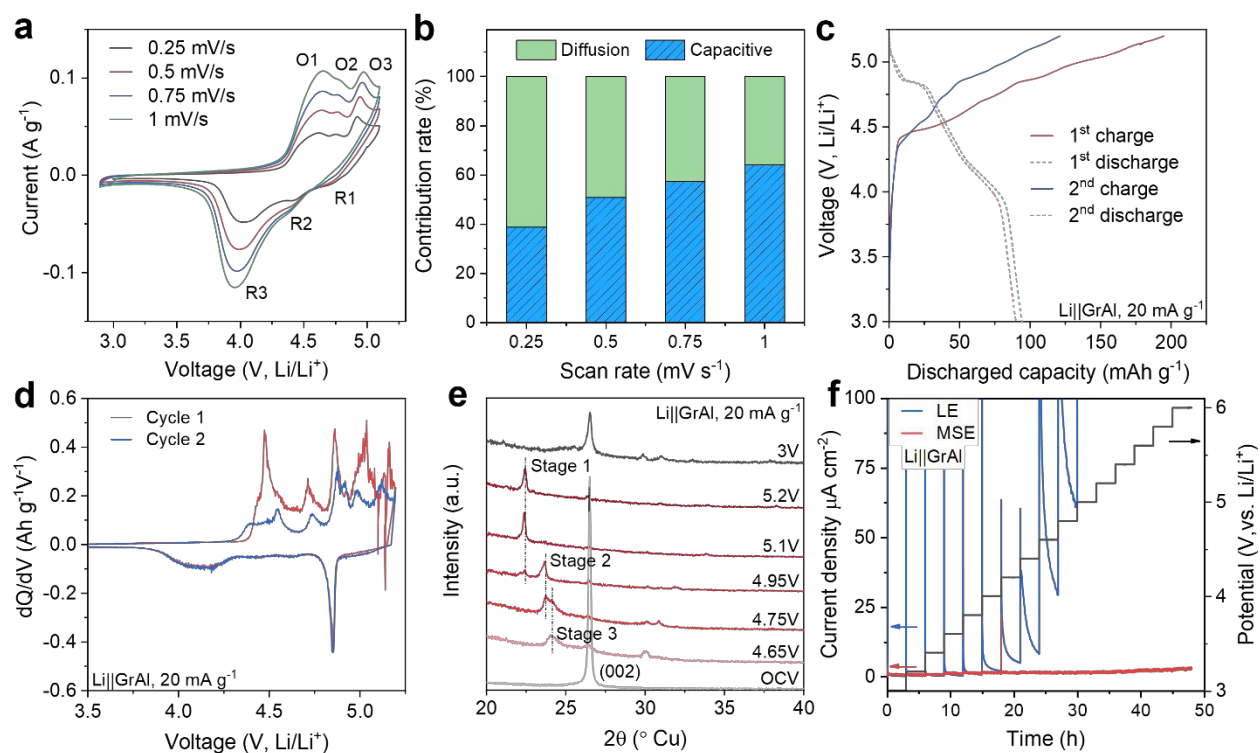 a
0.25 mV/s
0.5 mV/s
0.75 mV/s
1 mV/s
O1
O2
O3
R1
R2
R3
0.1
0.0
-0.1
Current (A g⁻¹)
3.0 3.5 4.0 4.5 5.0
Voltage (V, Li/Li⁺)
b
Diffusion
Capacitive
100
80
60
40
20
0
Contribution rate (%)
0.25 0.5 0.75 1
Scan rate (mV s⁻¹)
c
5.0
4.5
4.0
3.5
3.0
Voltage (V, Li/Li⁺)
1ˢᵗ charge
1ˢᵗ discharge
2ⁿᵈ charge
2ⁿᵈ discharge
Li||GrAl, 20 mA g⁻¹
0 50 100 150 200
Discharged capacity (mAh g⁻¹)
d
Cycle 1
Cycle 2
0.6
0.4
0.2
0.0
-0.2
-0.4
-0.6
dQ/dV (Ah g⁻¹V⁻¹)
Li||GrAl, 20 mA g⁻¹
3.5 4.0 4.5 5.0
Voltage (V, Li/Li⁺)
e
Li||GrAl, 20 mA g⁻¹
3V
Stage 1
5.2V
5.1V
Stage 2
4.95V
4.75V
Stage 3
4.65V
(002)
OCV
Intensity (a.u.)
20 25 30 35 40
2θ (° Cu)
f
LE
MSE
Li||GrAl
100
75
50
25
0
Current density μA cm⁻²
6
5
4
3
Potential (V,vs. Li/Li⁺)
0 10 20 30 40 50
Time (h)